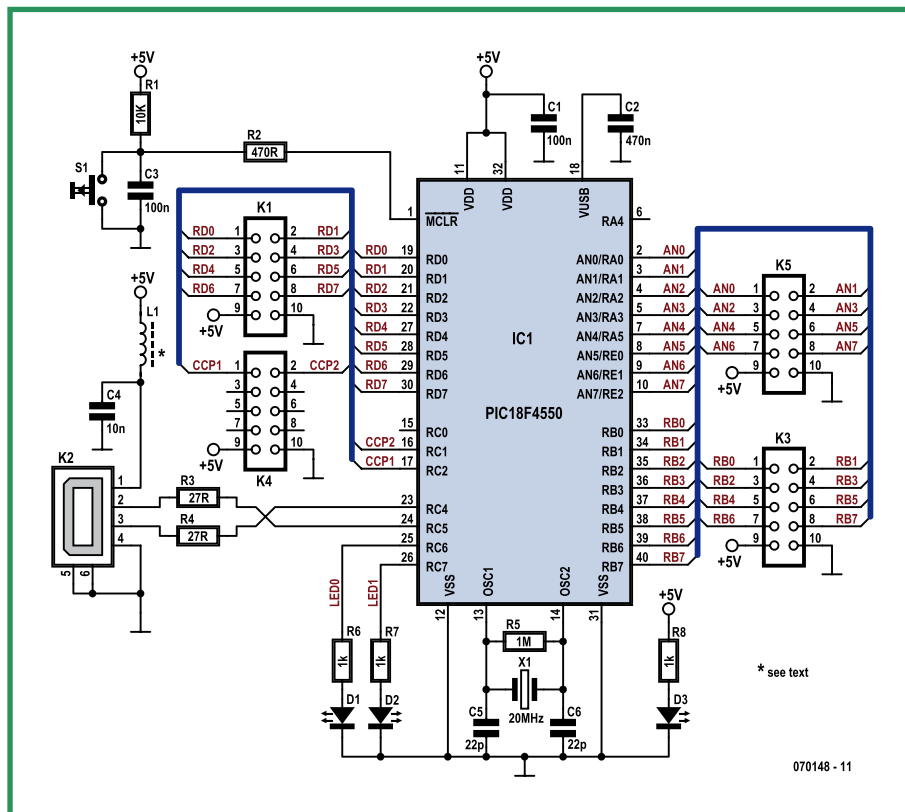 +5V
R1
10K
S1
C3
100n
R2
470R
+5V
C1
100n
C2
470n
11
VDD
32
VDD
18
VUSB
1
MCLR
RA4
6
K1
RD0 1 2 RD1
RD2 3 4 RD3
RD4 5 6 RD5
RD6 7 8 RD7
9 10
+5V
RD0 19 RD0
RD1 20 RD1
RD2 21 RD2
RD3 22 RD3
RD4 27 RD4
RD5 28 RD5
RD6 29 RD6
RD7 30 RD7
CCP1 1 2 CCP2
3 4
5 6
7 8
9 10
+5V
K4
15 RC0
CCP2 16 RC1
CCP1 17 RC2
23 RC4
24 RC5
25 RC6
26 RC7
IC1
PIC18F4550
AN0/RA0 2 AN0
AN1/RA1 3 AN1
AN2/RA2 4 AN2
AN3/RA3 5 AN3
AN4/RA5 7 AN4
AN5/RE0 8 AN5
AN6/RE1 9 AN6
AN7/RE2 10 AN7
RB0 33 RB0
RB1 34 RB1
RB2 35 RB2
RB3 36 RB3
RB4 37 RB4
RB5 38 RB5
RB6 39 RB6
RB7 40 RB7
K5
AN0 1 2 AN1
AN2 3 4 AN3
AN4 5 6 AN5
AN6 7 8 AN7
9 10
+5V
K3
RB0 1 2 RB1
RB2 3 4 RB3
RB4 5 6 RB5
RB6 7 8 RB7
9 10
+5V
+5V
L1
*
C4
10n
K2
1
2
3
4
5
6
R3
27R
R4
27R
LED0
LED1
R6
1k
R7
1k
D1
D2
VSS
12
OSC1
13
OSC2
14
VSS
31
R5
1M
X1
20MHz
C5
22p
C6
22p
+5V
R8
1k
D3
* see text
070148 - 11